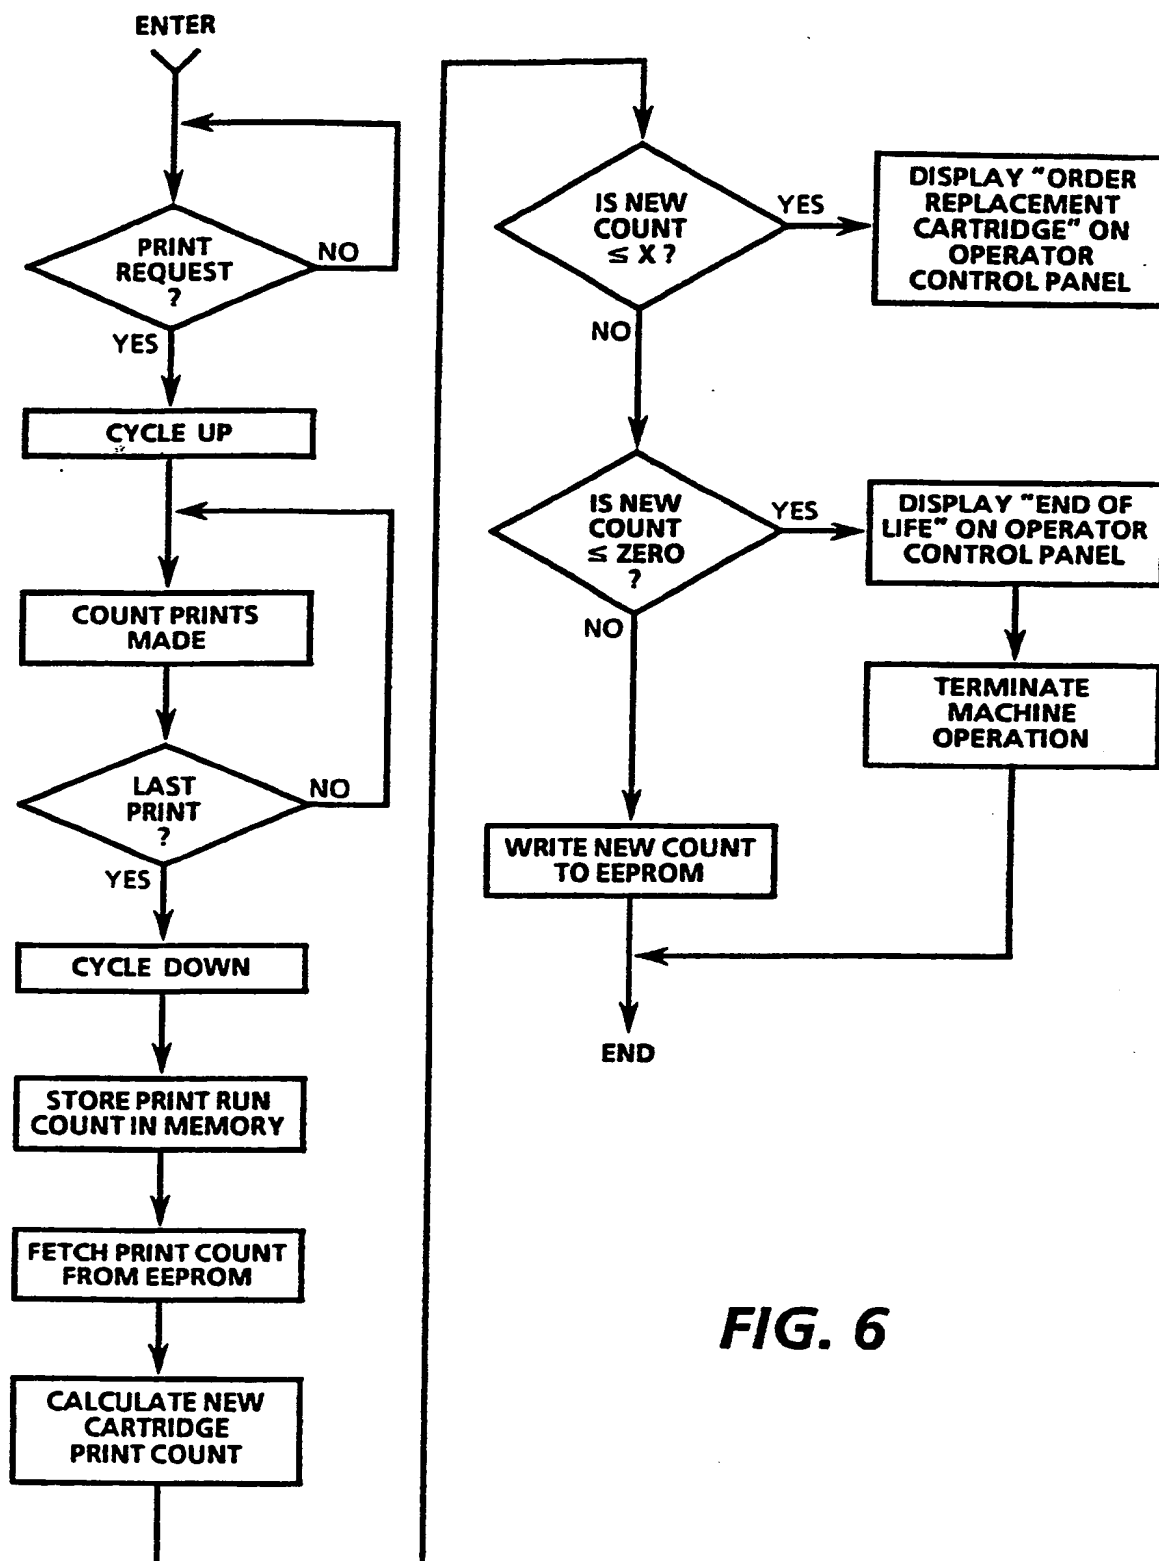 ENTER
PRINT
REQUEST
?
NO
YES
CYCLE UP
COUNT PRINTS
MADE
LAST
PRINT
?
NO
YES
CYCLE DOWN
STORE PRINT RUN
COUNT IN MEMORY
FETCH PRINT COUNT
FROM EEPROM
CALCULATE NEW
CARTRIDGE
PRINT COUNT
IS NEW
COUNT
≤ X ?
YES
NO
DISPLAY "ORDER
REPLACEMENT
CARTRIDGE" ON
OPERATOR
CONTROL PANEL
IS NEW
COUNT
≤ ZERO
?
YES
NO
DISPLAY "END OF
LIFE" ON OPERATOR
CONTROL PANEL
TERMINATE
MACHINE
OPERATION
WRITE NEW COUNT
TO EEPROM
END
FIG. 6